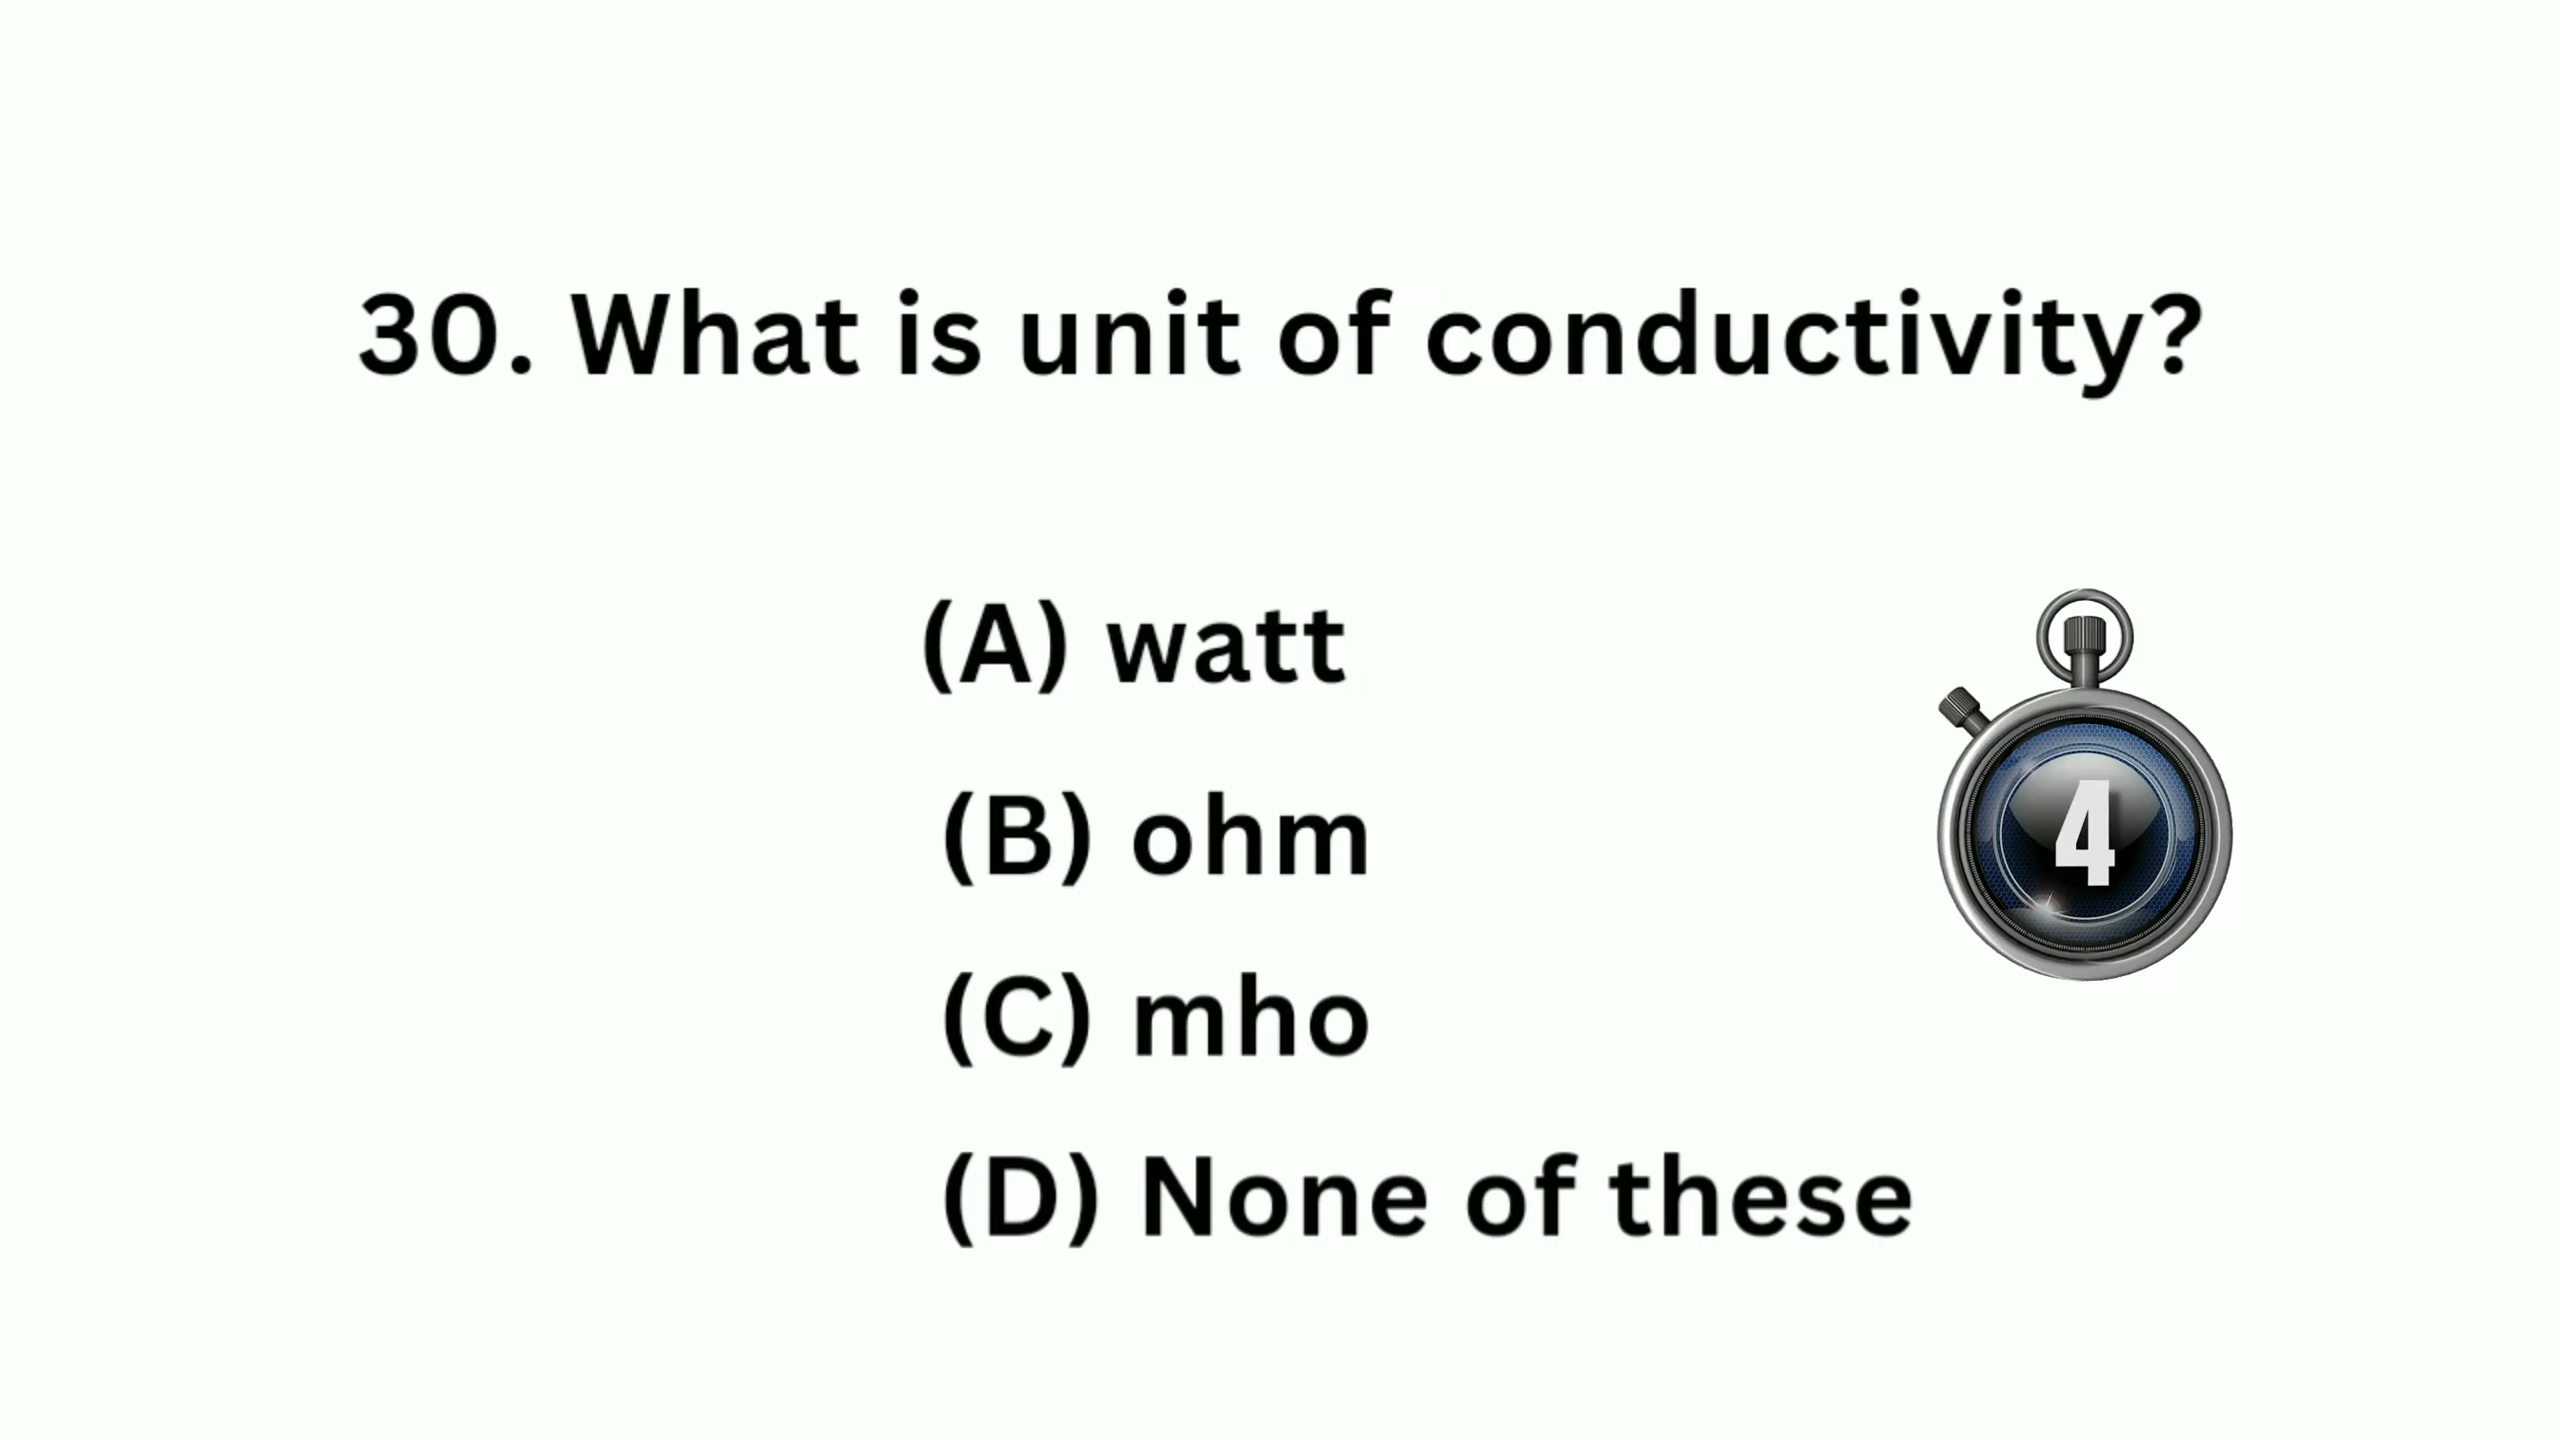 30. What is unit of conductivity?
(A) watt
(B) ohm
4
(C) mho
(D) None of these